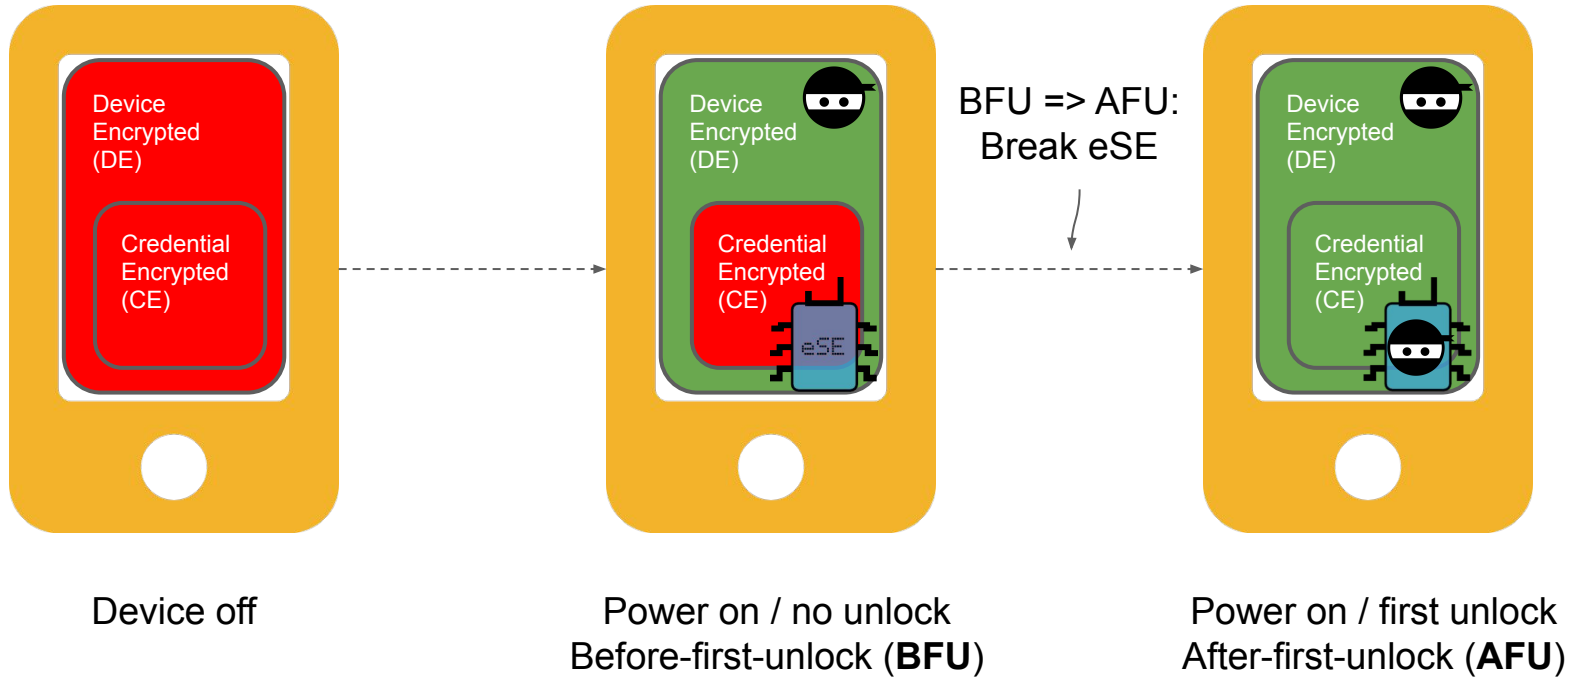 Device
Encrypted
(DE)
Credential
Encrypted
(CE)
Device off
Device
Encrypted
(DE)
Credential
Encrypted
(CE)
eSE
Power on / no unlock
Before-first-unlock (BFU)
BFU => AFU:
Break eSE
Device
Encrypted
(DE)
Credential
Encrypted
(CE)
Power on / first unlock
After-first-unlock (AFU)